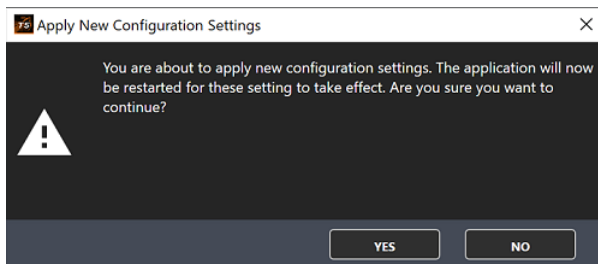 TS Apply New Configuration Settings
You are about to apply new configuration settings. The application will now
be restarted for these setting to take effect. Are you sure you want to
continue?
YES NO